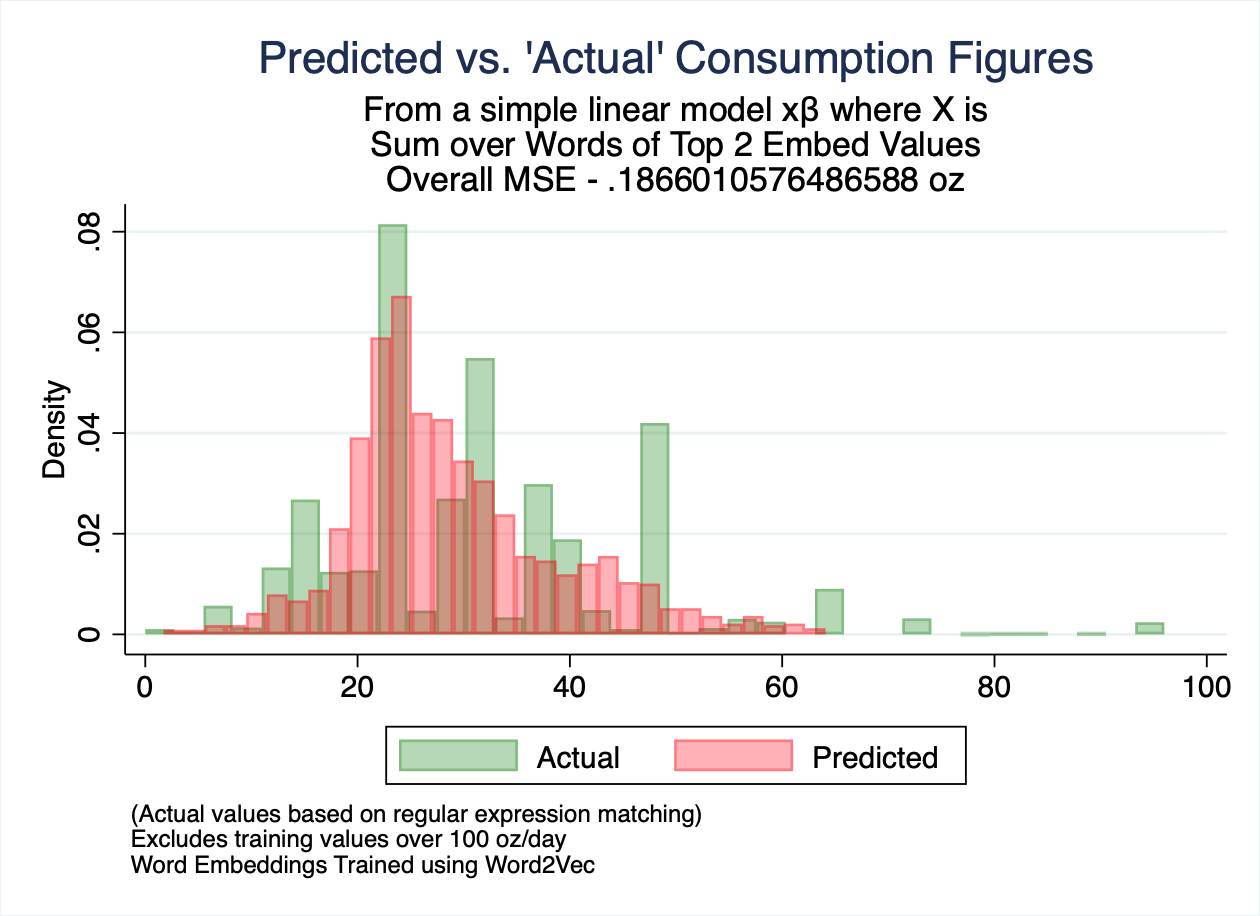 Predicted vs. 'Actual' Consumption Figures
From a simple linear model xβ where X is
Sum over Words of Top 2 Embed Values
Overall MSE - .1866010576486588 oz
Density
.08
.06
.04
.02
0
0 20 40 60 80 100
Actual Predicted
(Actual values based on regular expression matching)
Excludes training values over 100 oz/day
Word Embeddings Trained using Word2Vec